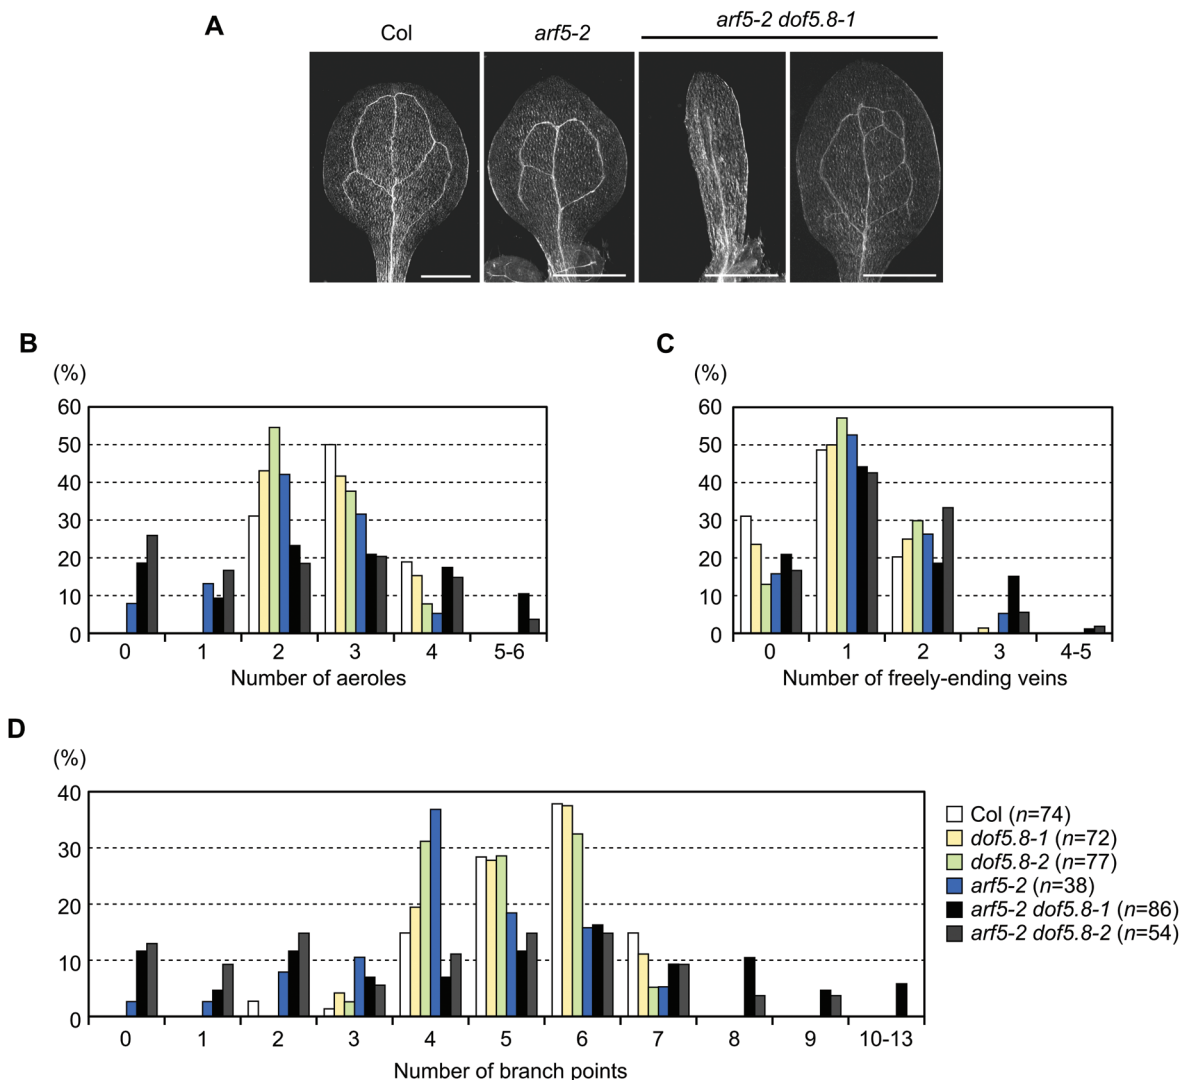 A
Col
arf5-2
arf5-2 dof5.8-1
B
(%)
60
50
40
30
20
10
0
0 1 2 3 4 5-6
Number of aeroles
C
(%)
60
50
40
30
20
10
0
0 1 2 3 4-5
Number of freely-ending veins
D
(%)
40
30
20
10
0
0 1 2 3 4 5 6 7 8 9 10-13
Number of branch points
Col (n=74)
dof5.8-1 (n=72)
dof5.8-2 (n=77)
arf5-2 (n=38)
arf5-2 dof5.8-1 (n=86)
arf5-2 dof5.8-2 (n=54)